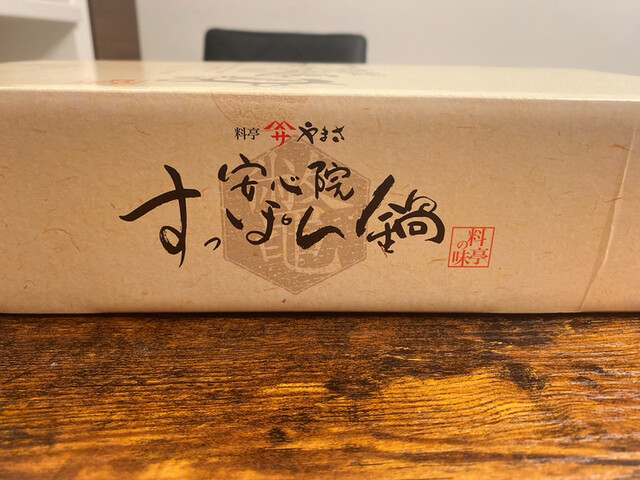 料亭 やまさ
安心院
すっぽん鍋
料亭
の味